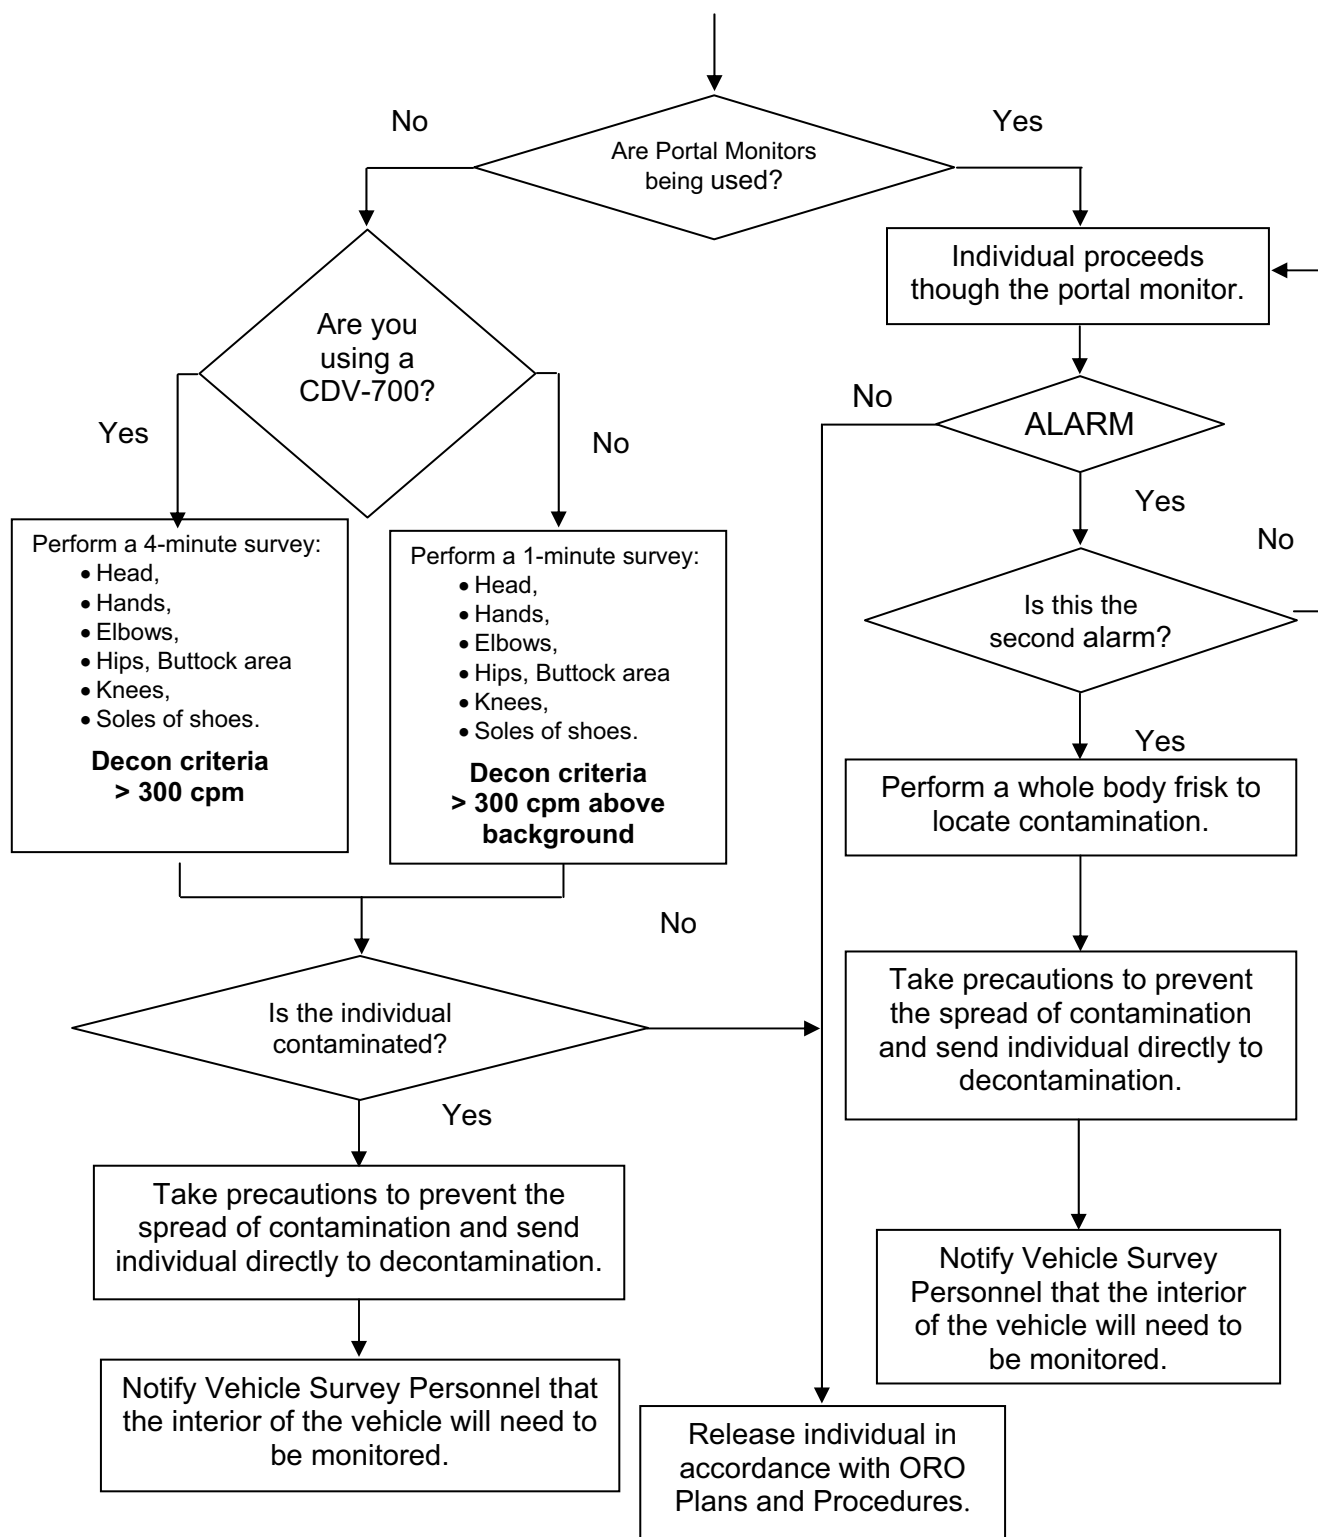 No
Yes
Are Portal Monitors
being used?
Individual proceeds
though the portal monitor.
Are you
using a
CDV-700?
No
ALARM
Yes
No
Yes
No
Perform a 4-minute survey:
• Head,
• Hands,
• Elbows,
• Hips, Buttock area
• Knees,
• Soles of shoes.
Decon criteria
> 300 cpm
Perform a 1-minute survey:
• Head,
• Hands,
• Elbows,
• Hips, Buttock area
• Knees,
• Soles of shoes.
Decon criteria
> 300 cpm above
background
Is this the
second alarm?
Yes
Perform a whole body frisk to
locate contamination.
No
Is the individual
contaminated?
Take precautions to prevent
the spread of contamination
and send individual directly to
decontamination.
Yes
Take precautions to prevent the
spread of contamination and send
individual directly to decontamination.
Notify Vehicle Survey
Personnel that the interior
of the vehicle will need to
be monitored.
Notify Vehicle Survey Personnel that
the interior of the vehicle will need to
be monitored.
Release individual in
accordance with ORO
Plans and Procedures.